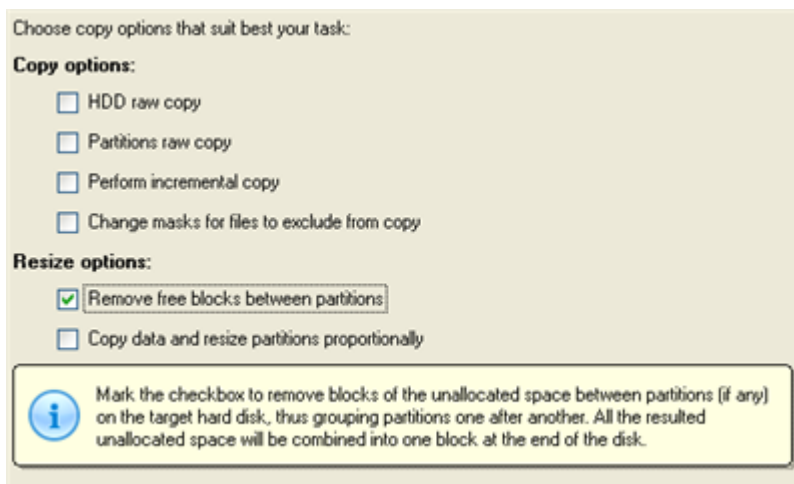 Choose copy options that suit best your task:
Copy options:
HDD raw copy
Partitions raw copy
Perform incremental copy
Change masks for files to exclude from copy
Resize options:
Remove free blocks between partitions
Copy data and resize partitions proportionally
Mark the checkbox to remove blocks of the unallocated space between partitions (if any)
on the target hard disk, thus grouping partitions one after another. All the resulted
unallocated space will be combined into one block at the end of the disk.